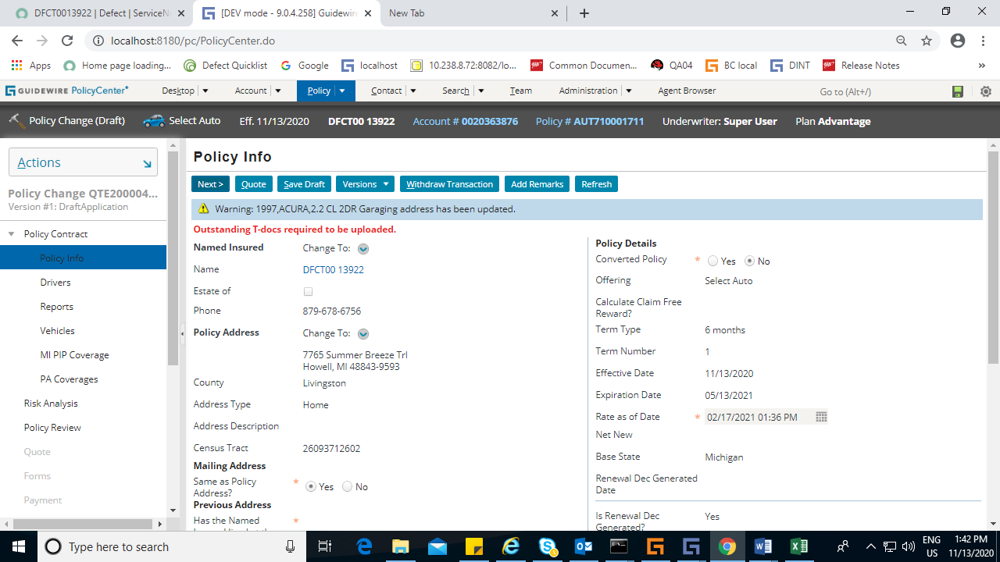 DFCT0013922 | Defect | ServiceN
[DEV mode - 9.0.4.258] Guidewire
New Tab
localhost:8180/pc/PolicyCenter.do
Apps
Home page loading...
Defect Quicklist
Google
localhost
10.238.8.72:8082/lo...
Common Documen...
QA04
BC local
DINT
Release Notes
»
GUIDEWIRE PolicyCenter
Desktop
Account
Policy
Contact
Search
Team
Administration
Agent Browser
Go to (Alt+/)
Policy Change (Draft)
Select Auto
Eff. 11/13/2020
DFCT00 13922
Account # 0020363876
Policy # AUT710001711
Underwriter: Super User
Plan Advantage
Actions
Policy Change QTE200004...
Version #1: DraftApplication
Policy Contract
Policy Info
Drivers
Reports
Vehicles
MI PIP Coverage
PA Coverages
Risk Analysis
Policy Review
Quote
Forms
Payment
Policy Info
Next >
Quote
Save Draft
Versions
Withdraw Transaction
Add Remarks
Refresh
Warning: 1997,ACURA,2.2 CL 2DR Garaging address has been updated.
Outstanding T-docs required to be uploaded.
Named Insured Change To:
Name DFCT00 13922
Estate of
Phone 879-678-6756
Policy Address Change To:
7765 Summer Breeze Trl
Howell, MI 48843-9593
County Livingston
Address Type Home
Address Description
Census Tract 26093712602
Mailing Address
Same as Policy Address? * Yes No
Previous Address
Has the Named *
Policy Details
Converted Policy * Yes No
Offering Select Auto
Calculate Claim Free
Reward?
Term Type 6 months
Term Number 1
Effective Date 11/13/2020
Expiration Date 05/13/2021
Rate as of Date * 02/17/2021 01:36 PM
Net New
Base State Michigan
Renewal Dec Generated
Date
Is Renewal Dec Yes
Generated?
Type here to search
ENG
US
1:42 PM
11/13/2020